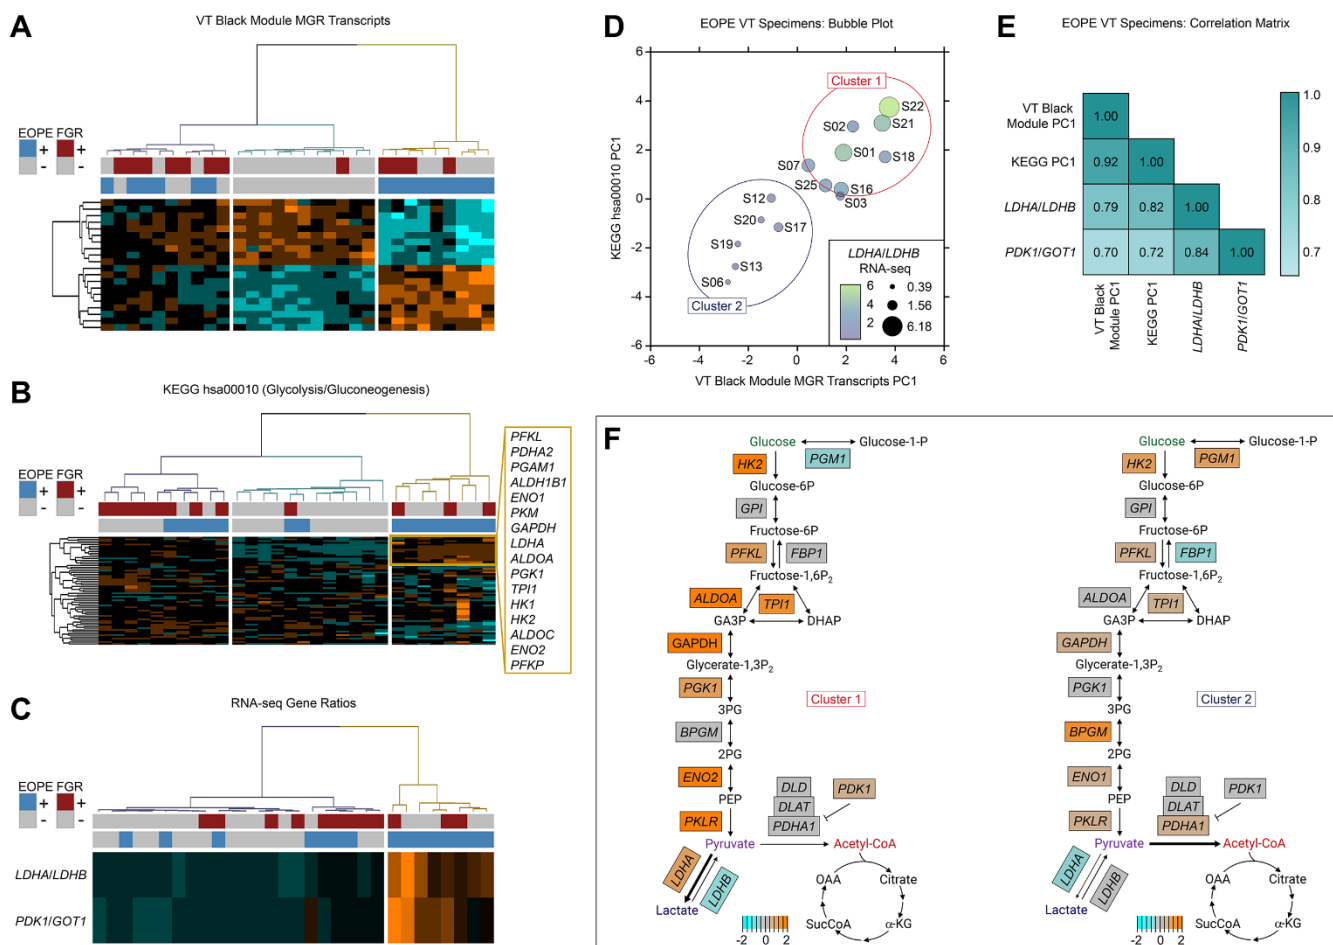 A
VT Black Module MGR Transcripts
EOPE FGR
+ +
- -
B
KEGG hsa00010 (Glycolysis/Gluconeogenesis)
EOPE FGR
+ +
- -
PFKL
PDHA2
PGAM1
ALDH1B1
ENO1
PKM
GAPDH
LDHA
ALDOA
PGK1
TPI1
HK1
HK2
ALDOC
ENO2
PFKP
C
RNA-seq Gene Ratios
EOPE FGR
+ +
- -
LDHA/LDHB
PDK1/GOT1
D
EOPE VT Specimens: Bubble Plot
KEGG hsa00010 PC1
6
4
2
0
-2
-4
-6
Cluster 1
S22
S02
S21
S01
S18
S07
S25
S16
S03
S12
S20
S17
S19
S13
S06
Cluster 2
LDHA/LDHB
RNA-seq
6
4
2
0.39
1.56
6.18
-6 -4 -2 0 2 4 6
VT Black Module MGR Transcripts PC1
E
EOPE VT Specimens: Correlation Matrix
VT Black
Module PC1
1.00
KEGG PC1
0.92 1.00
LDHA/LDHB
0.79 0.82 1.00
PDK1/GOT1
0.70 0.72 0.84 1.00
VT Black
Module PC1
KEGG PC1
LDHA/LDHB
PDK1/GOT1
1.0
0.9
0.8
0.7
F
Glucose
Glucose-1-P
HK2
PGM1
Glucose-6P
GPI
Fructose-6P
PFKL
FBP1
Fructose-1,6P2
ALDOA
TPI1
GA3P
DHAP
GAPDH
Glycerate-1,3P2
PGK1
3PG
Cluster 1
BPGM
2PG
ENO2
DLD
PDK1
PEP
DLAT
PKLR
PDHA1
Pyruvate
Acetyl-CoA
LDHA
LDHB
Lactate
OAA
Citrate
SucCoA
α-KG
-2 0 2
Glucose
Glucose-1-P
HK2
PGM1
Glucose-6P
GPI
Fructose-6P
PFKL
FBP1
Fructose-1,6P2
ALDOA
TPI1
GA3P
DHAP
GAPDH
Glycerate-1,3P2
PGK1
3PG
Cluster 2
BPGM
2PG
ENO1
DLD
PDK1
PEP
DLAT
PKLR
PDHA1
Pyruvate
Acetyl-CoA
LDHA
LDHB
Lactate
OAA
Citrate
SucCoA
α-KG
-2 0 2